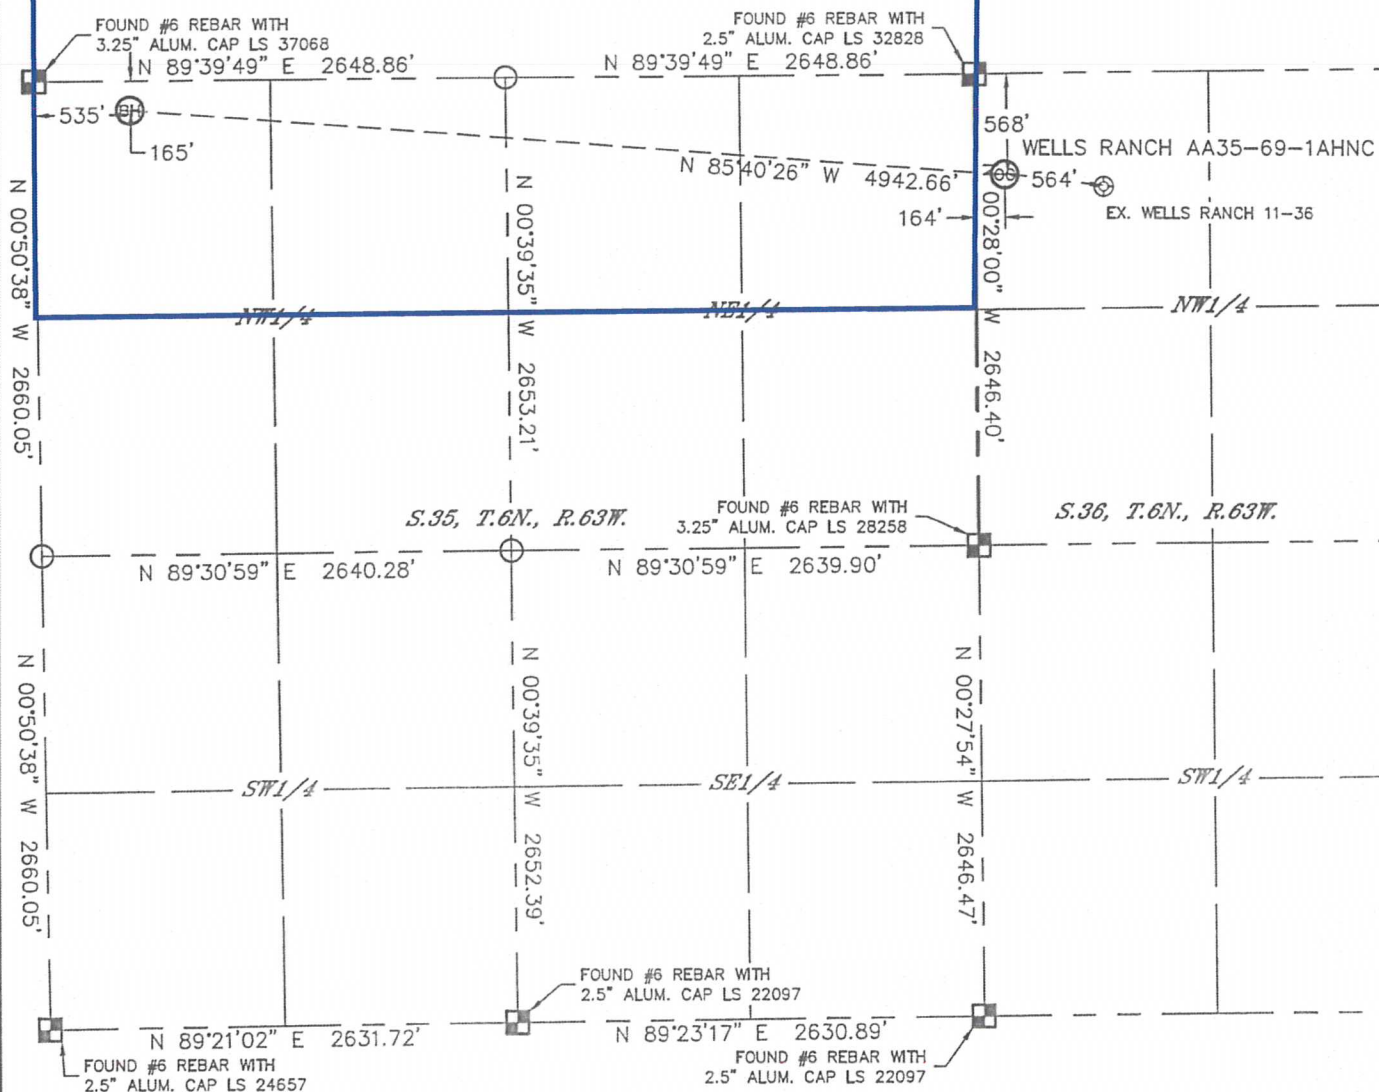 FOUND #6 REBAR WITH
3.25" ALUM. CAP LS 37068
FOUND #6 REBAR WITH
2.5" ALUM. CAP LS 32828
N 89°39'49" E 2648.86'
N 89°39'49" E 2648.86'
535'
BH
165'
568'
WELLS RANCH AA35-69-1AHNC
N 85°40'26" W 4942.66'
OG
564'
164'
EX. WELLS RANCH 11-36
N 00°50'38" W 2660.05'
N 00°39'35" W 2653.21'
00°28'00" W 2646.40'
NW1/4
NE1/4
NW1/4
S.35, T.6N., R.63W.
FOUND #6 REBAR WITH
3.25" ALUM. CAP LS 28258
S.36, T.6N., R.63W.
N 89°30'59" E 2640.28'
N 89°30'59" E 2639.90'
N 00°50'38" W 2660.05'
N 00°39'35" W 2652.39'
N 00°27'54" W 2646.47'
SW1/4
SE1/4
SW1/4
FOUND #6 REBAR WITH
2.5" ALUM. CAP LS 22097
N 89°21'02" E 2631.72'
N 89°23'17" E 2630.89'
FOUND #6 REBAR WITH
2.5" ALUM. CAP LS 24657
FOUND #6 REBAR WITH
2.5" ALUM. CAP LS 22097